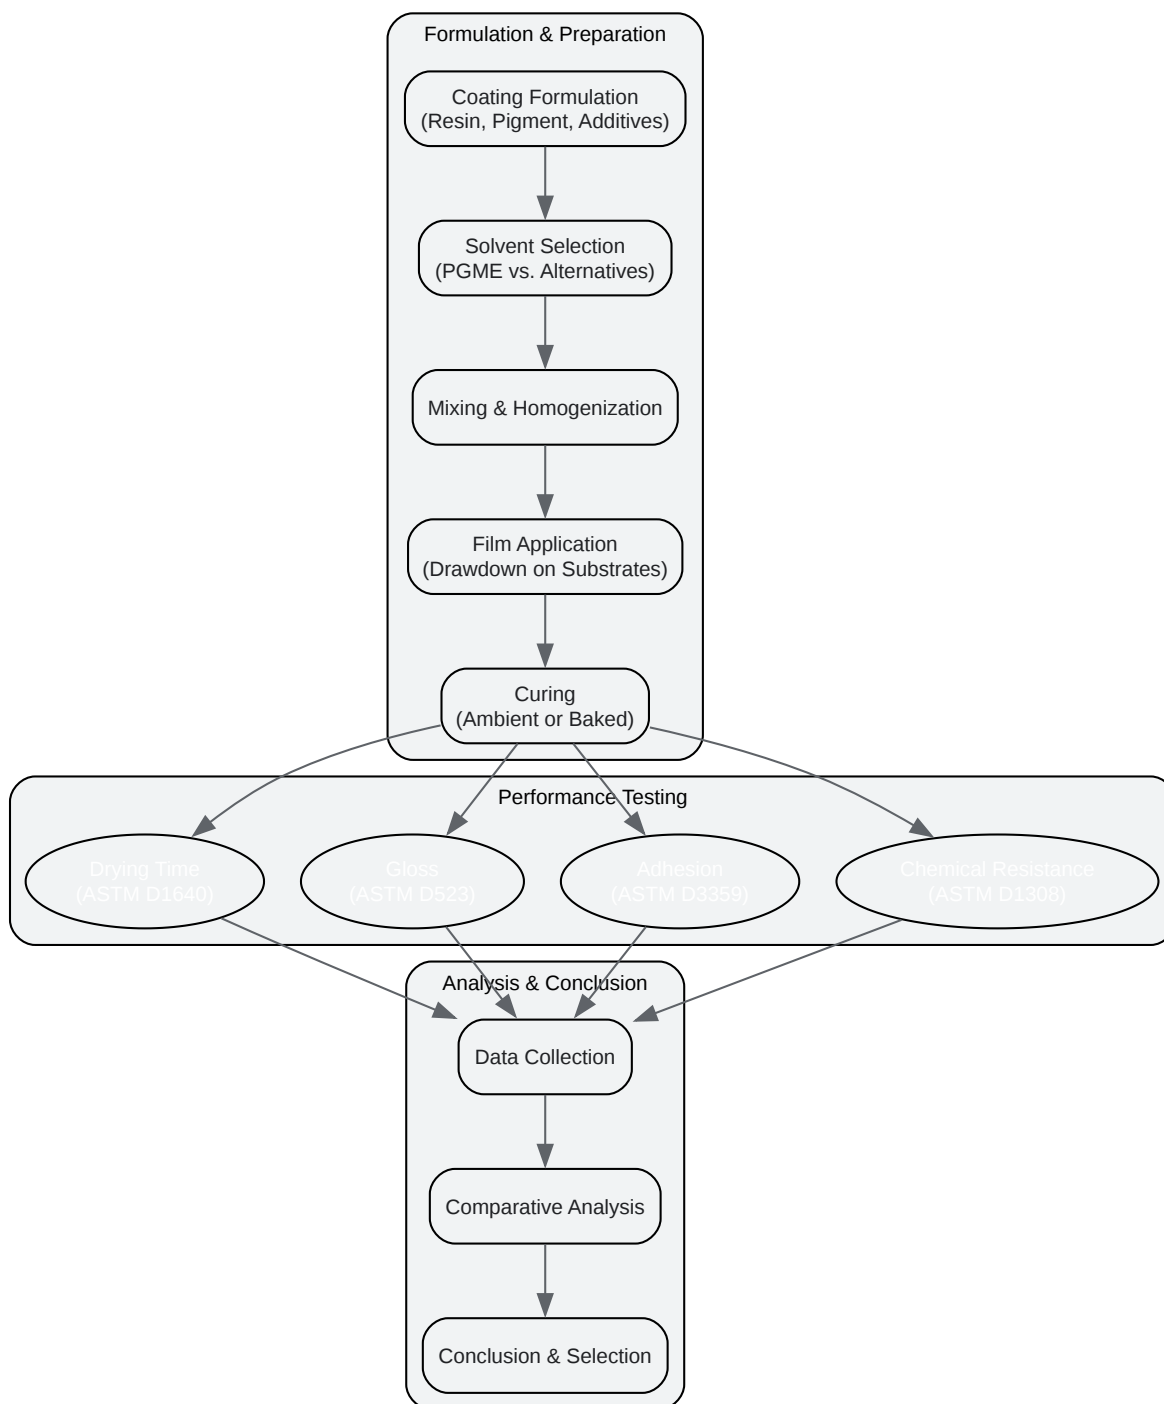 Formulation & Preparation
Coating Formulation
(Resin, Pigment, Additives)
Solvent Selection
(PGME vs. Alternatives)
Mixing & Homogenization
Film Application
(Drawdown on Substrates)
Curing
(Ambient or Baked)
Performance Testing
Drying Time
(ASTM D1640)
Gloss
(ASTM D523)
Adhesion
(ASTM D3359)
Chemical Resistance
(ASTM D1308)
Analysis & Conclusion
Data Collection
Comparative Analysis
Conclusion & Selection